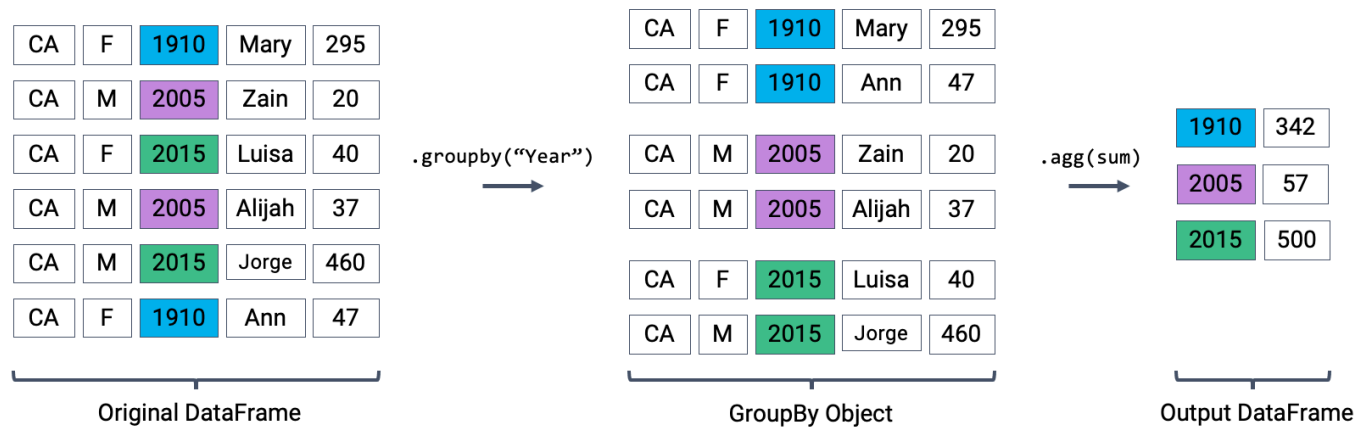 CA F 1910 Mary 295
CA M 2005 Zain 20
CA F 2015 Luisa 40
CA M 2005 Alijah 37
CA M 2015 Jorge 460
CA F 1910 Ann 47
Original DataFrame
.groupby(“Year”)
CA F 1910 Mary 295
CA F 1910 Ann 47
CA M 2005 Zain 20
CA M 2005 Alijah 37
CA F 2015 Luisa 40
CA M 2015 Jorge 460
GroupBy Object
.agg(sum)
1910 342
2005 57
2015 500
Output DataFrame